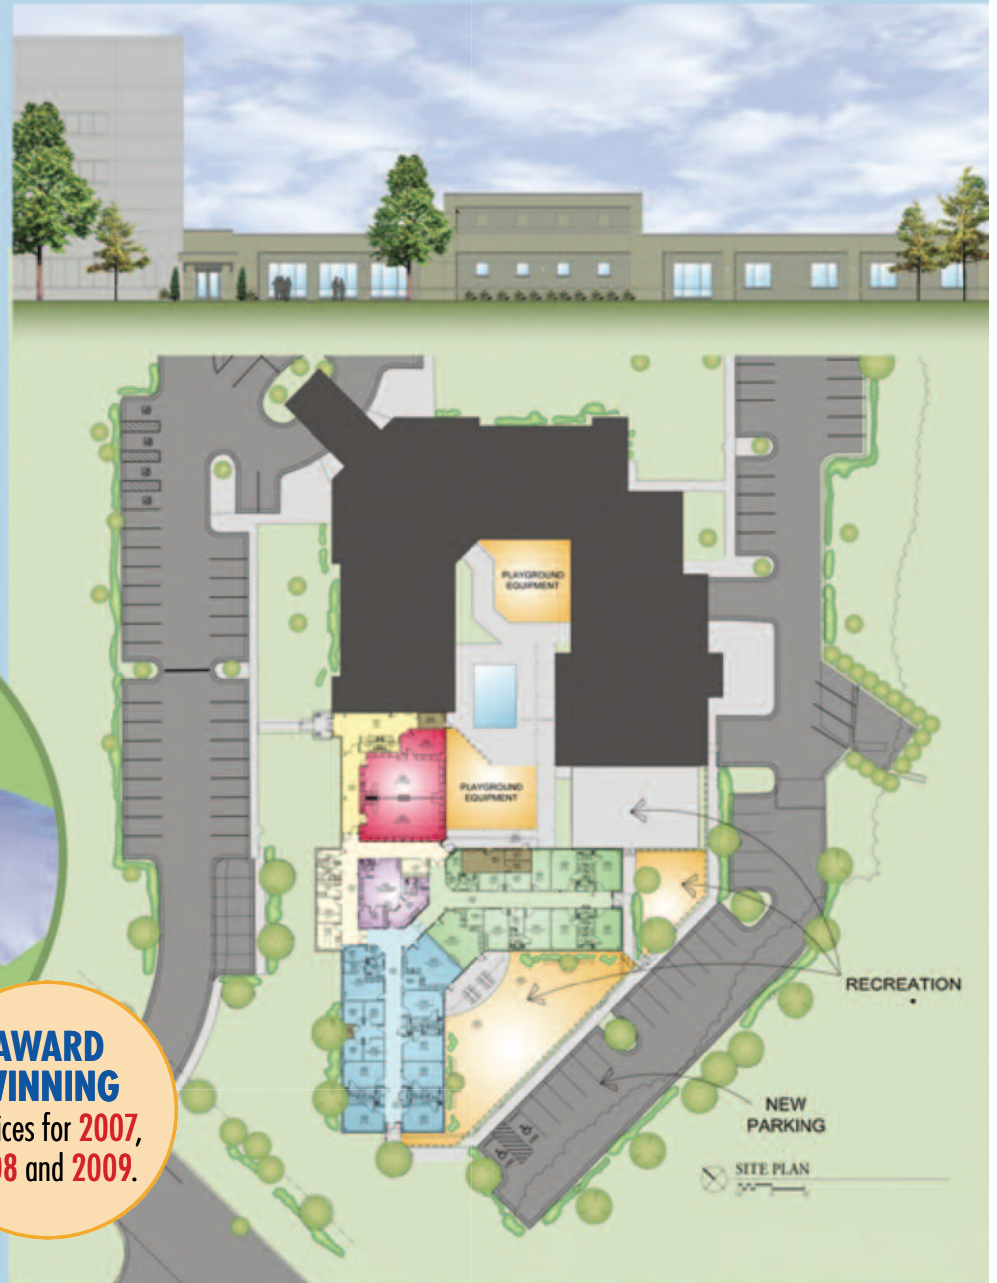 PLAYGROUND
EQUIPMENT
PLAYGROUND
EQUIPMENT
RECREATION
NEW
PARKING
SITE PLAN
AWARD
WINNING
ices for 2007,
08 and 2009.